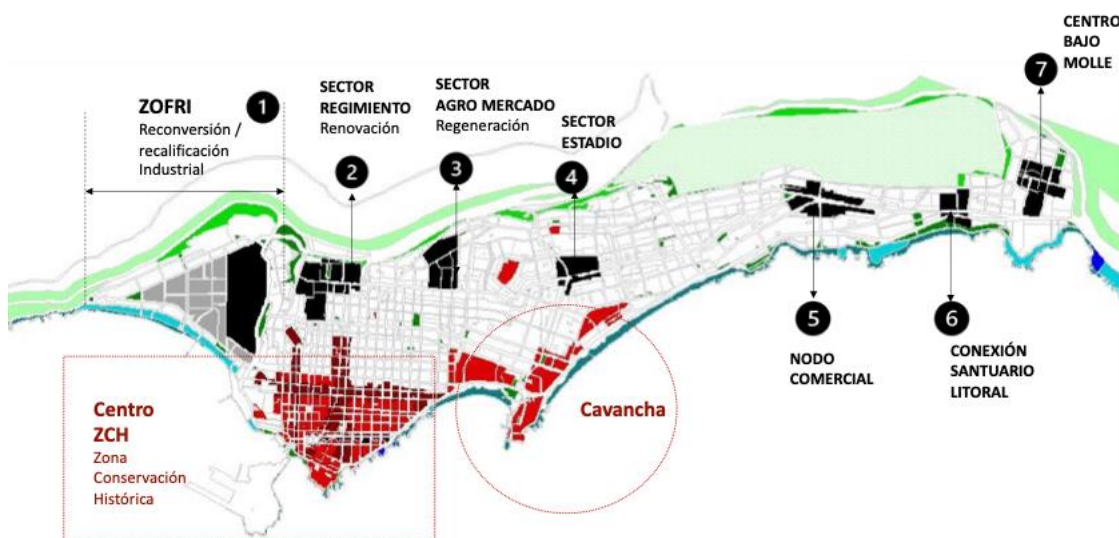 ZOFRI
Reconversión /
recalificación
Industrial
1
SECTOR
REGIMIENTO
Renovación
2
SECTOR
AGRO MERCADO
Regeneración
3
SECTOR
ESTADIO
4
CENTRO
BAJO
MOLLE
7
5
NODO
COMERCIAL
6
CONEXIÓN
SANTUARIO
LITORAL
Centro
ZCH
Zona
Conservación
Histórica
Cavancha